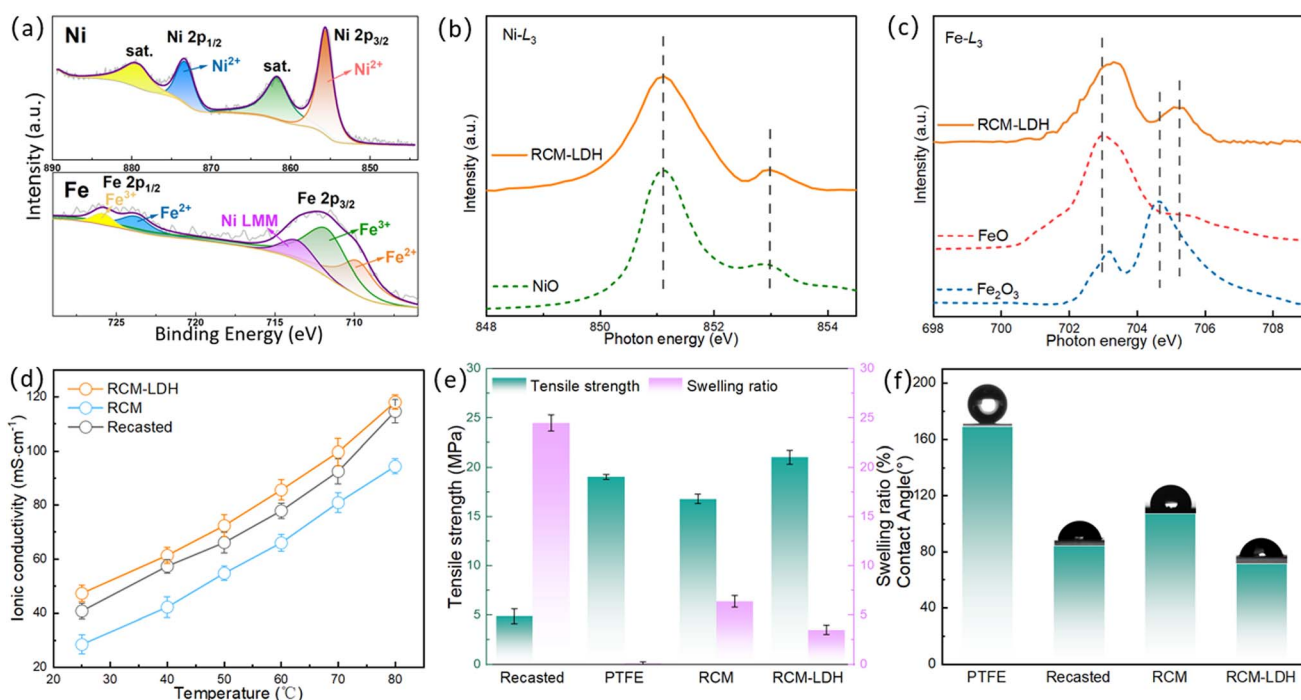 (a)
Ni
Ni 2p1/2
sat.
Ni2+
sat.
Ni 2p3/2
Ni2+
890 880 870 860 850
Fe
Fe 2p1/2
Fe3+
Fe2+
Ni LMM
Fe 2p3/2
Fe3+
Fe2+
725 720 715 710
Binding Energy (eV)
Intensity (a.u.)
(b)
Ni-L3
RCM-LDH
NiO
848 850 852 854
Photon energy (eV)
Intensity (a.u.)
(c)
Fe-L3
RCM-LDH
FeO
Fe2O3
698 700 702 704 706 708
Photon energy (eV)
Intensity (a.u.)
(d)
RCM-LDH
RCM
Recasted
120
100
80
60
40
20
20 30 40 50 60 70 80
Temperature (℃)
Ionic conductivity (mS·cm-1)
(e)
Tensile strength
Swelling ratio
30
25
20
15
10
5
0
Tensile strength (MPa)
Recasted PTFE RCM RCM-LDH
30
25
20
15
10
5
0
Swelling ratio (%)
(f)
200
160
120
80
40
0
Contact Angle(°)
PTFE Recasted RCM RCM-LDH